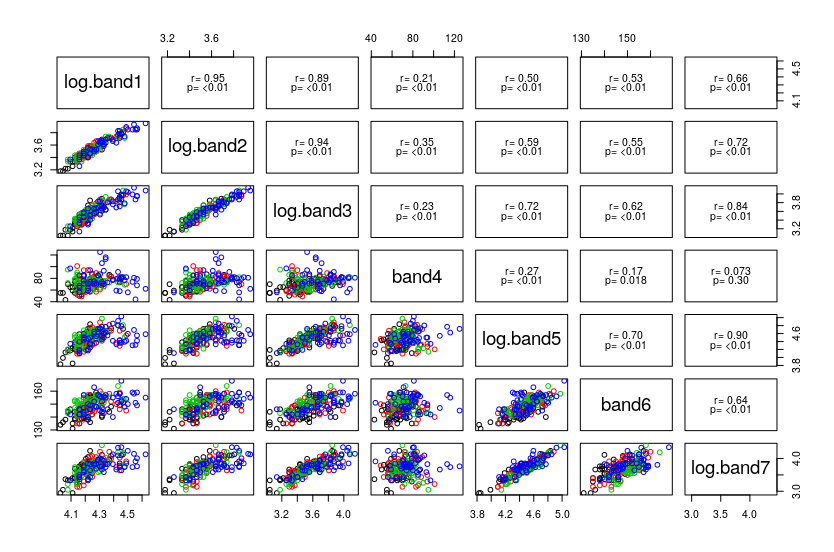 3.2 3.6 40 80 120 130 150
log.band1
r= 0.95
p= <0.01
r= 0.89
p= <0.01
r= 0.21
p= <0.01
r= 0.50
p= <0.01
r= 0.53
p= <0.01
r= 0.66
p= <0.01
4.1 4.5
3.2 3.6
log.band2
r= 0.94
p= <0.01
r= 0.35
p= <0.01
r= 0.59
p= <0.01
r= 0.55
p= <0.01
r= 0.72
p= <0.01
log.band3
r= 0.23
p= <0.01
r= 0.72
p= <0.01
r= 0.62
p= <0.01
r= 0.84
p= <0.01
3.2 3.8
40 80
band4
r= 0.27
p= <0.01
r= 0.17
p= 0.018
r= 0.073
p= 0.30
log.band5
r= 0.70
p= <0.01
r= 0.90
p= <0.01
3.8 4.6
130 160
band6
r= 0.64
p= <0.01
log.band7
3.0 4.0
4.1 4.3 4.5 3.2 3.6 4.0 3.8 4.2 4.6 5.0 3.0 3.5 4.0